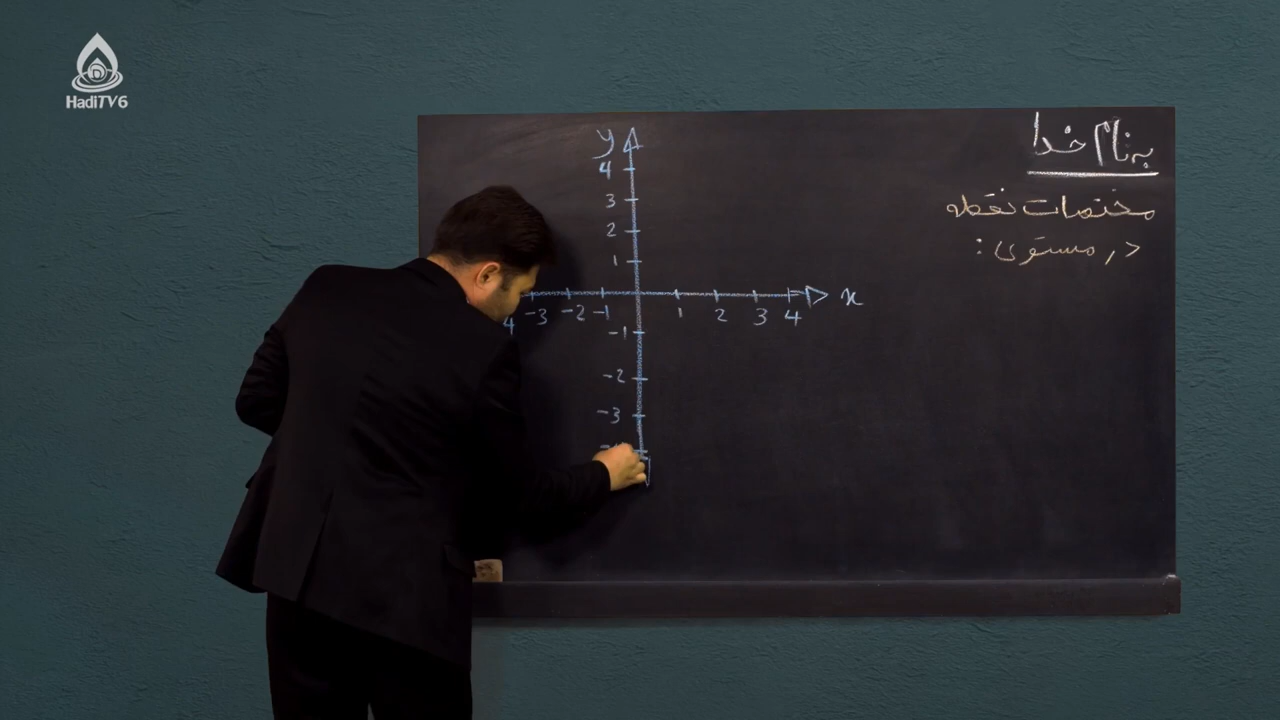 HadiTV6
به نام خدا
مختصات نقطه
در مستوی :
y
4
3
2
1
4 -3 -2 -1 1 2 3 4 x
-1
-2
-3